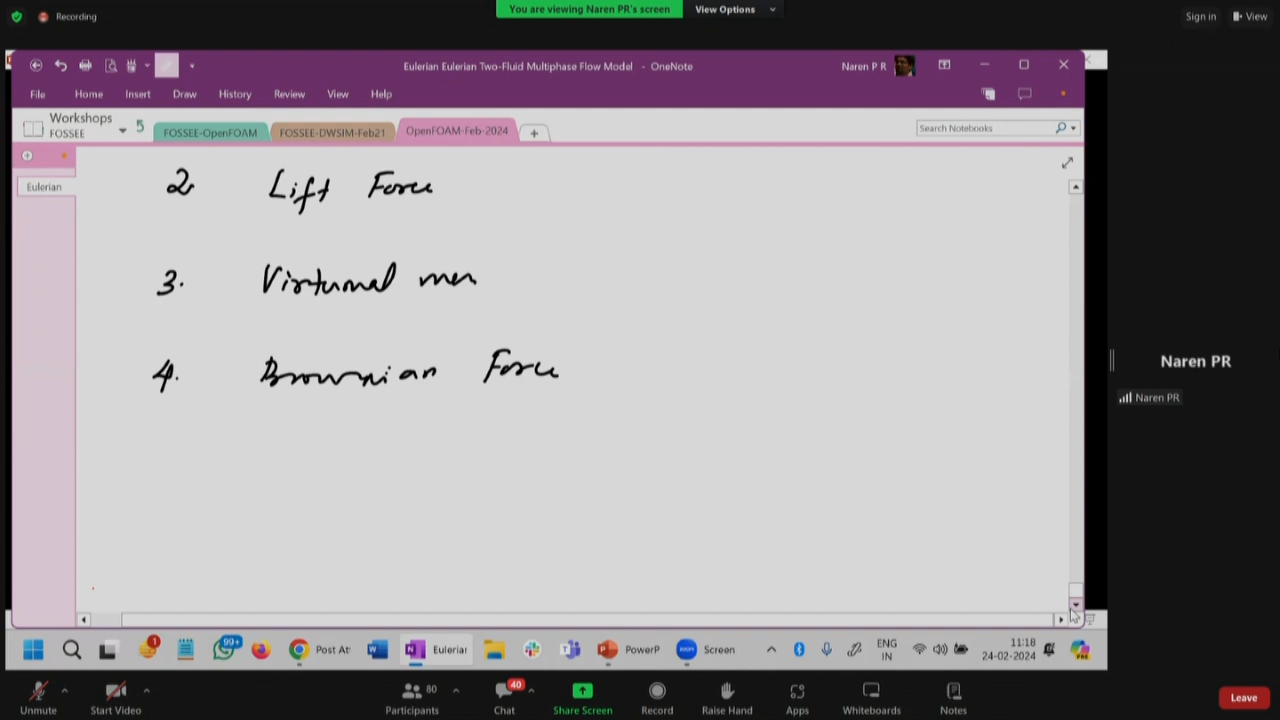 Recording
You are viewing Naren PR's screen View Options
Sign in View
Eulerian Eulerian Two-Fluid Multiphase Flow Model - OneNote
Naren P R
File Home Insert Draw History Review View Help
Workshops
FOSSEE
FOSSEE-OpenFOAM FOSSEE-DWSIM-Feb21 OpenFOAM-Feb-2024
Search Notebooks
Eulerian
2. Lift Force
3. Virtumal
4. Brownian Force
Naren PR
Naren PR
1 99+ Post At Eulerian PowerP Screen
ENG
IN
11:18
24-02-2024
40 80
Unmute Start Video Participants Chat Share Screen Record Raise Hand Apps Whiteboards Notes Leave